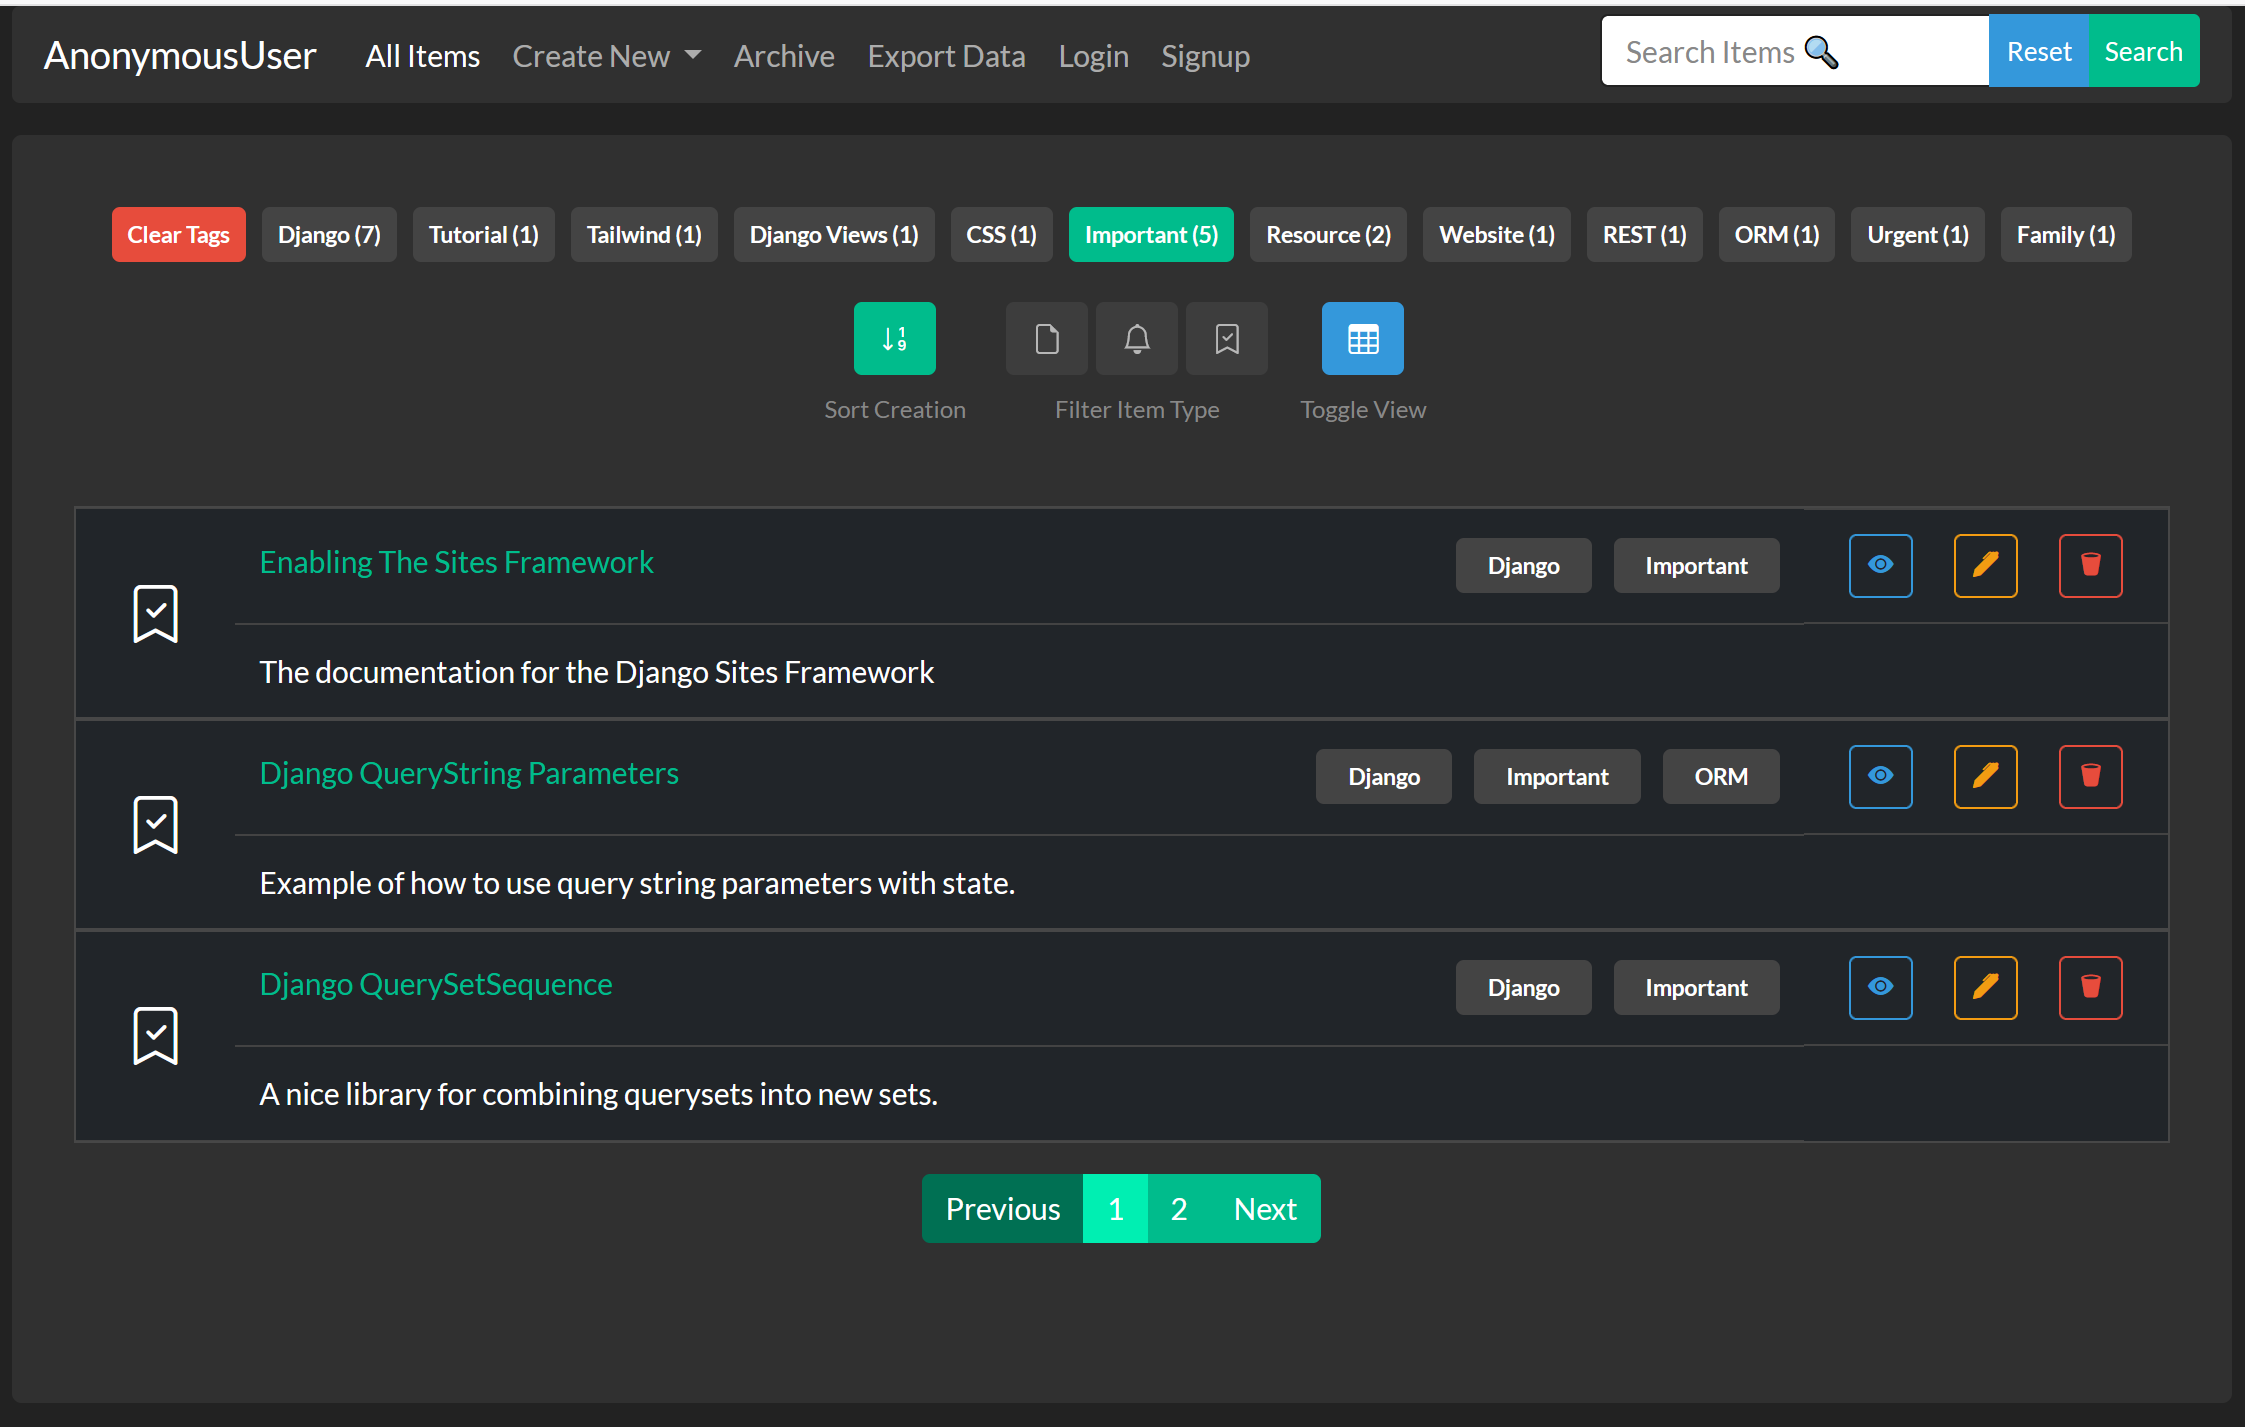 AnonymousUser All Items Create New Archive Export Data Login Signup Search Items Reset Search
Clear Tags Django (7) Tutorial (1) Tailwind (1) Django Views (1) CSS (1) Important (5) Resource (2) Website (1) REST (1) ORM (1) Urgent (1) Family (1)
1
9
Sort Creation Filter Item Type Toggle View
Enabling The Sites Framework Django Important
The documentation for the Django Sites Framework
Django QueryString Parameters Django Important ORM
Example of how to use query string parameters with state.
Django QuerySetSequence Django Important
A nice library for combining querysets into new sets.
Previous 1 2 Next